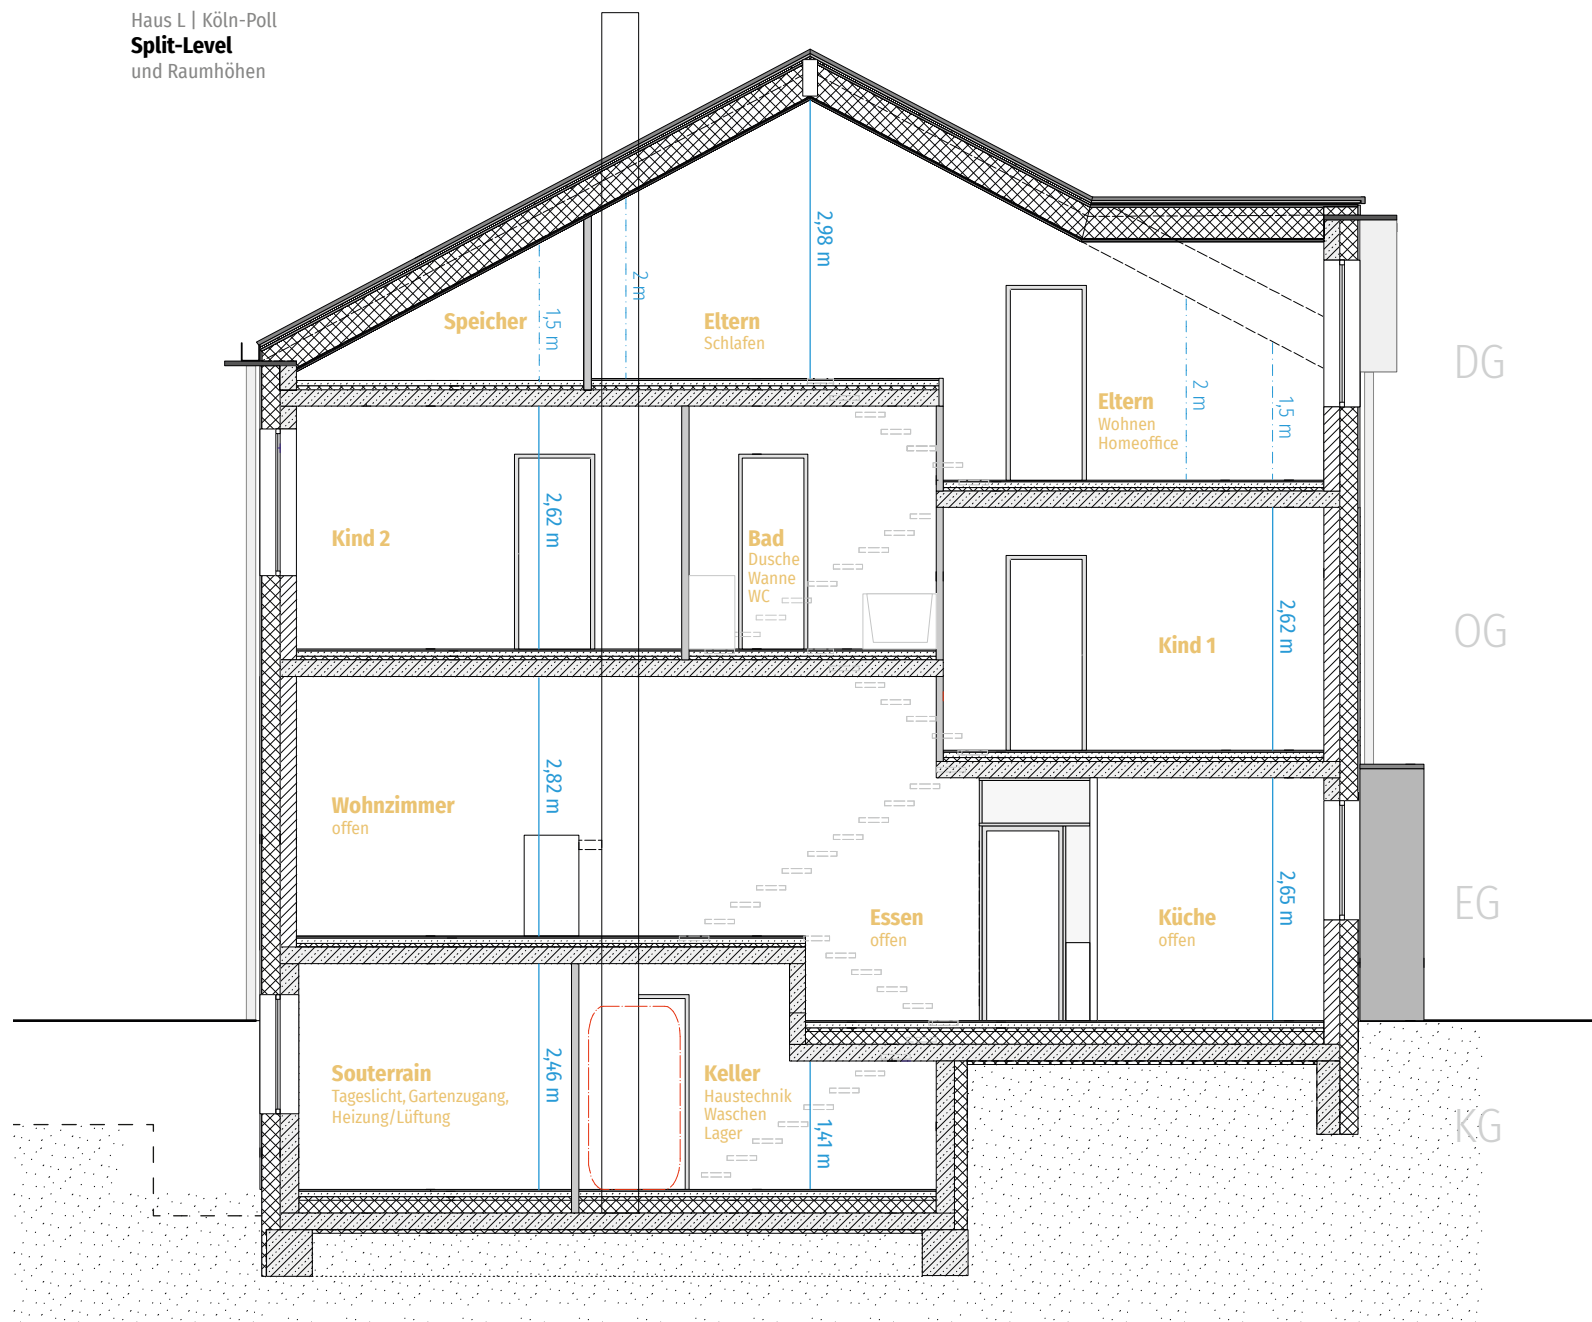 Haus L | Köln-Poll
Split-Level
und Raumhöhen
2,98 m
2 m
1,5 m
Speicher
Eltern
Schlafen
DG
Eltern
Wohnen
Homeoffice
2 m
1,5 m
Kind 2
2,62 m
Bad
Dusche
Wanne
WC
Kind 1
2,62 m
OG
Wohnzimmer
offen
2,82 m
Essen
offen
Küche
offen
2,65 m
EG
Souterrain
Tageslicht, Gartenzugang,
Heizung/Lüftung
2,46 m
Keller
Haustechnik
Waschen
Lager
1,41 m
KG